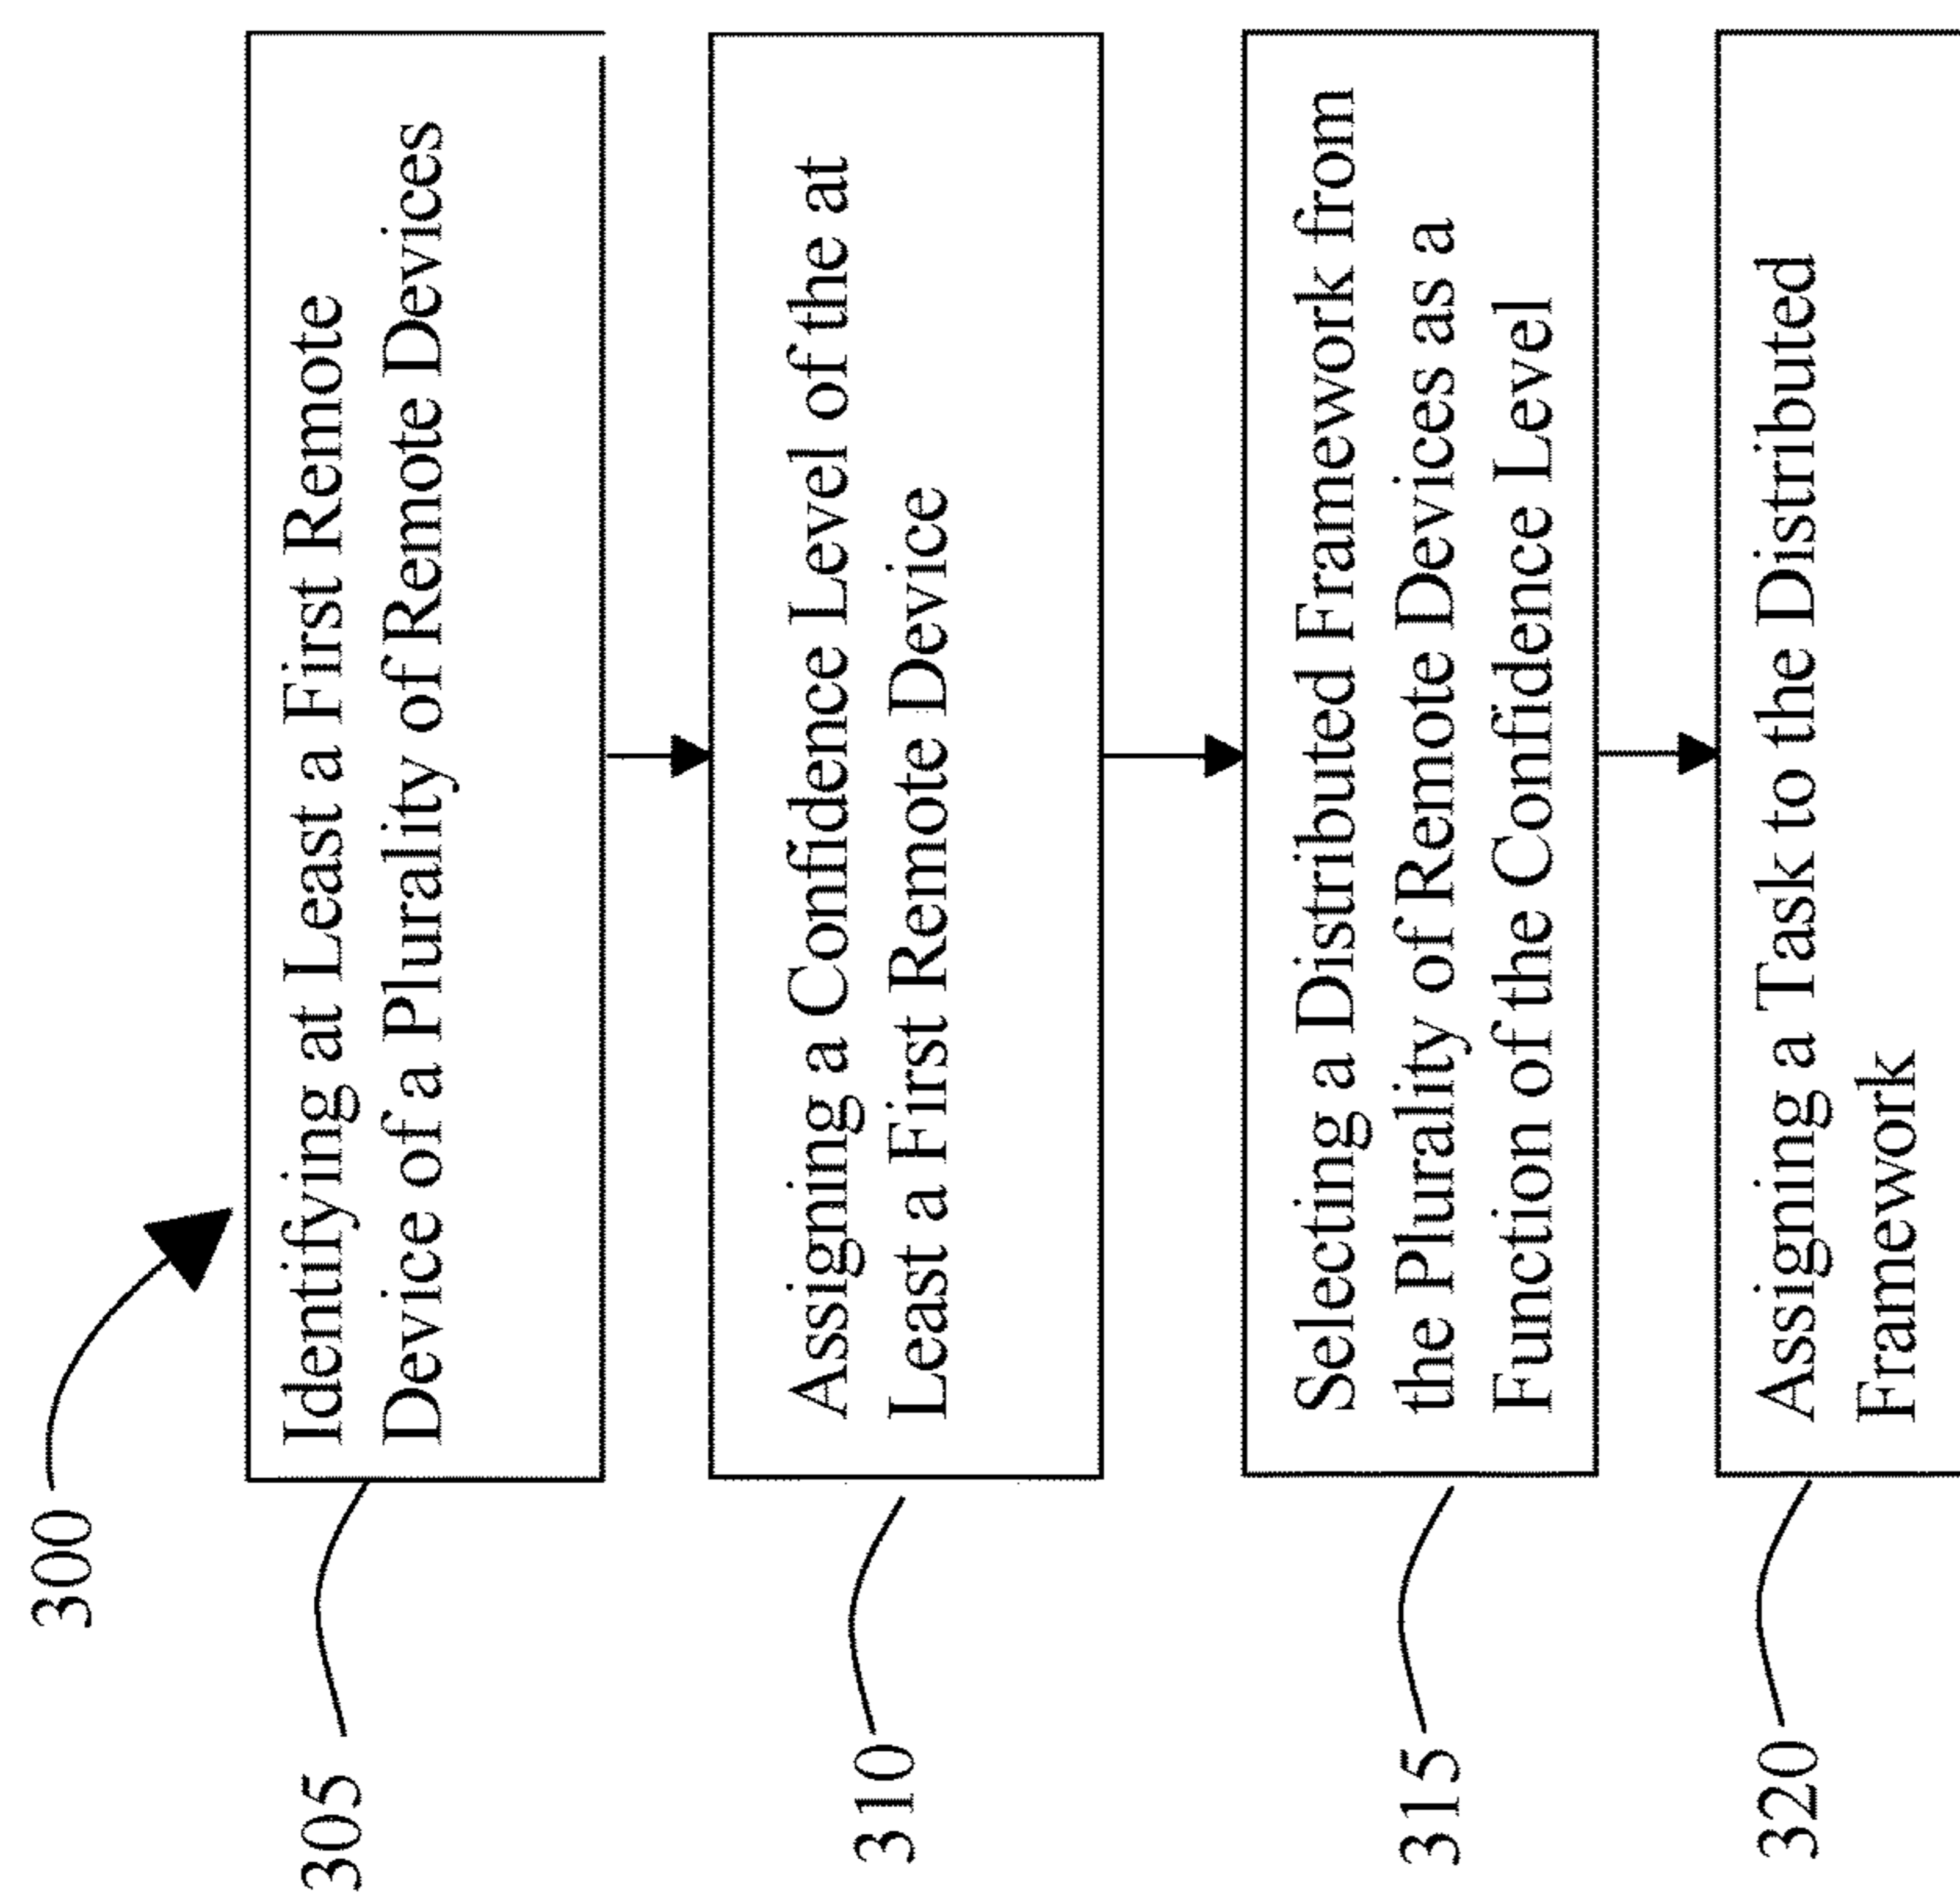 300
305
Identifying at Least a First Remote
Device of a Plurality of Remote Devices
310
Assigning a Confidence Level of the at
Least a First Remote Device
315
Selecting a Distributed Framework from
the Plurality of Remote Devices as a
Function of the Confidence Level
320
Assigning a Task to the Distributed
Framework